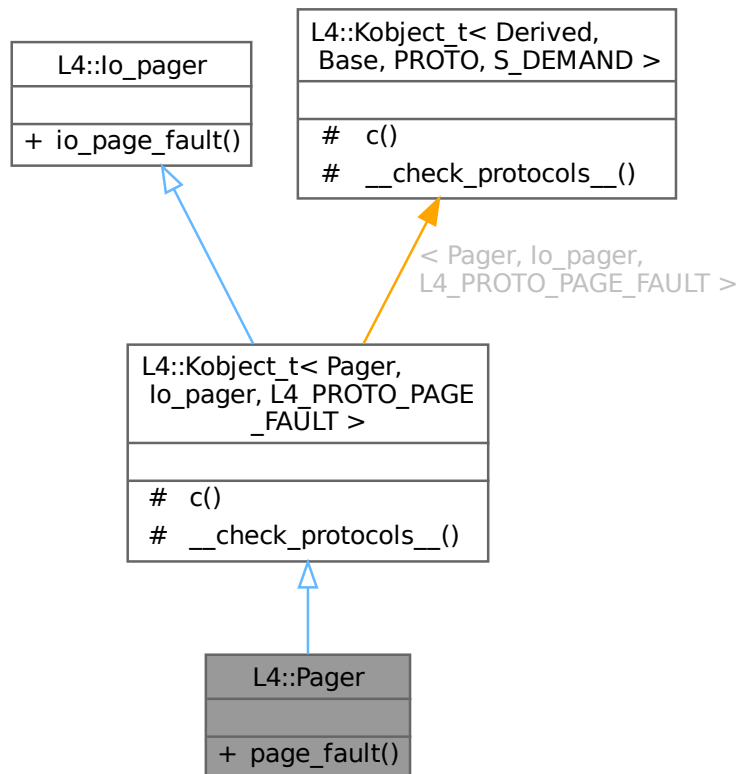 L4::Io_pager
+ io_page_fault()
L4::Kobject_t< Derived,
Base, PROTO, S_DEMAND >
# c()
# __check_protocols__()
< Pager, Io_pager,
L4_PROTO_PAGE_FAULT >
L4::Kobject_t< Pager,
Io_pager, L4_PROTO_PAGE
_FAULT >
# c()
# __check_protocols__()
L4::Pager
+ page_fault()